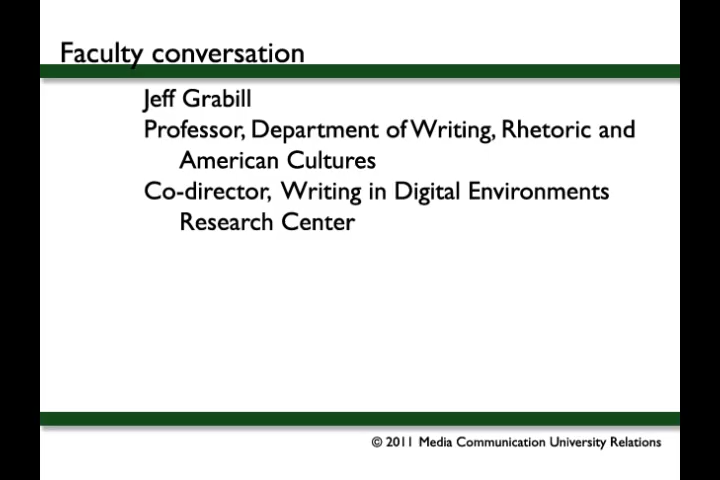 Faculty conversation
Jeff Grabill
Professor, Department of Writing, Rhetoric and
American Cultures
Co-director, Writing in Digital Environments
Research Center
© 2011 Media Communication University Relations